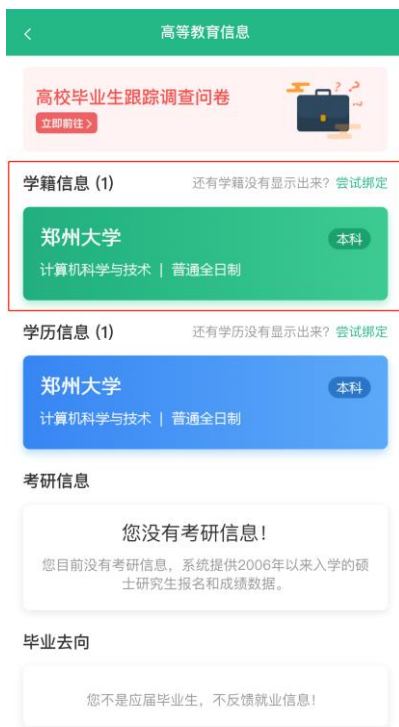 高等教育信息
高校毕业生跟踪调查问卷
立即前往 >
学籍信息 (1) 还有学籍没有显示出来? 尝试绑定
郑州大学 本科
计算机科学与技术 | 普通全日制
学历信息 (1) 还有学历没有显示出来? 尝试绑定
郑州大学 本科
计算机科学与技术 | 普通全日制
考研信息
您没有考研信息!
您目前没有考研信息，系统提供2006年以来入学的硕
士研究生报名和成绩数据。
毕业去向
您不是应届毕业生，不反馈就业信息!